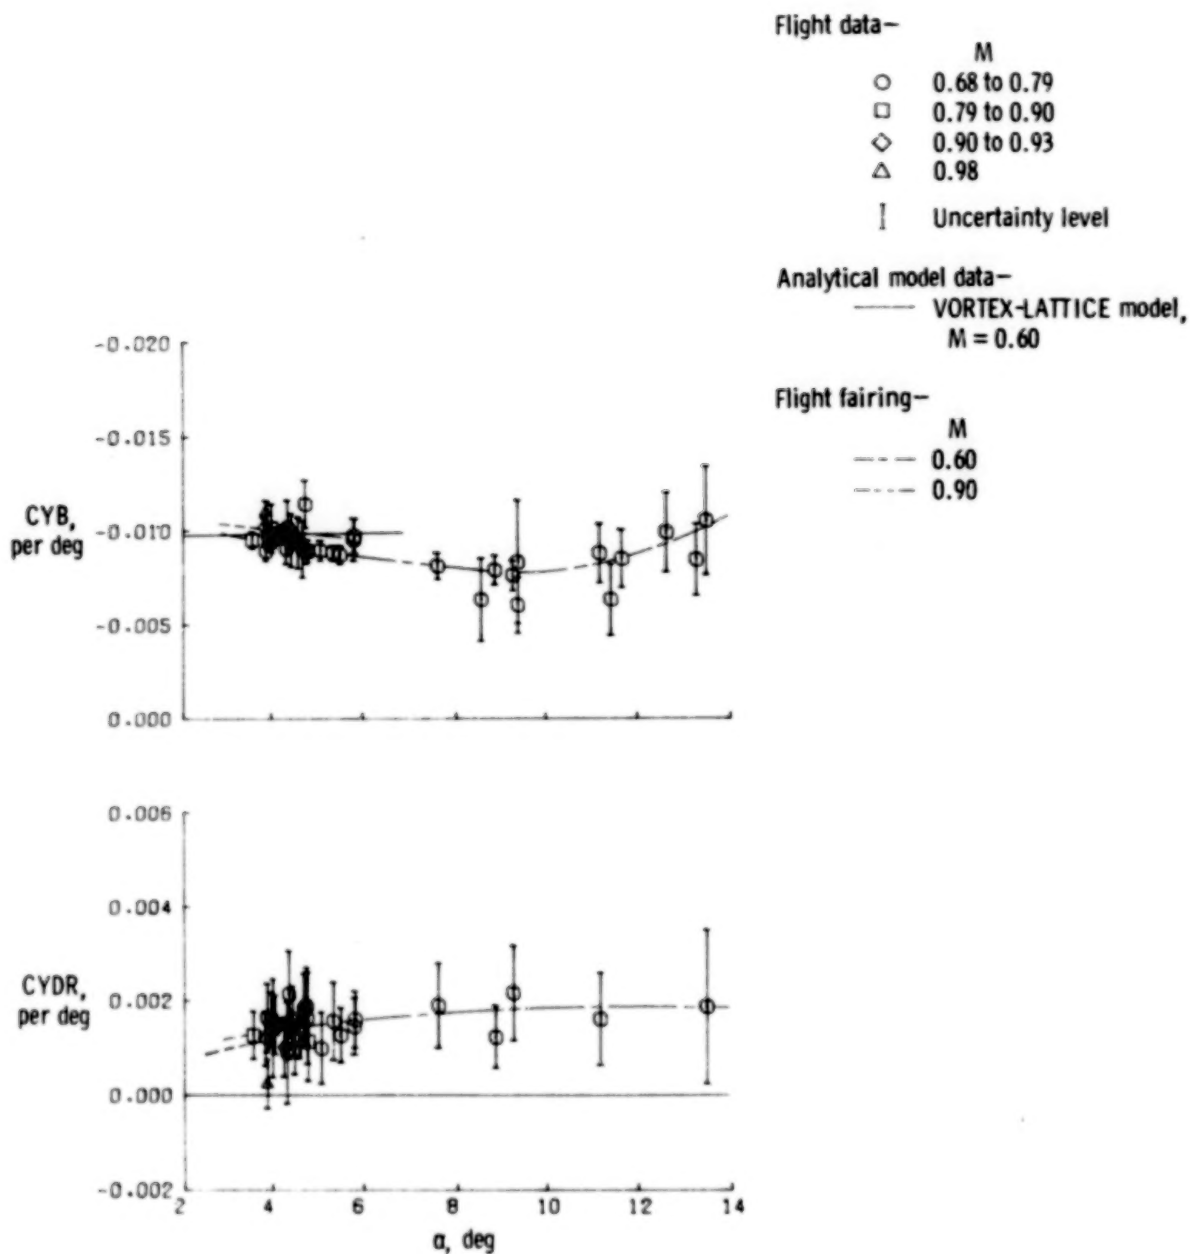 Flight data—
M
0.68 to 0.79
0.79 to 0.90
0.90 to 0.93
0.98
Uncertainty level
Analytical model data—
VORTEX-LATTICE model,
M = 0.60
Flight fairing—
M
0.60
0.90
-0.020
-0.015
CYB,
per deg
-0.010
-0.005
0.000
0.006
0.004
CYDR,
per deg
0.002
0.000
-0.002
2 4 6 8 10 12 14
α, deg